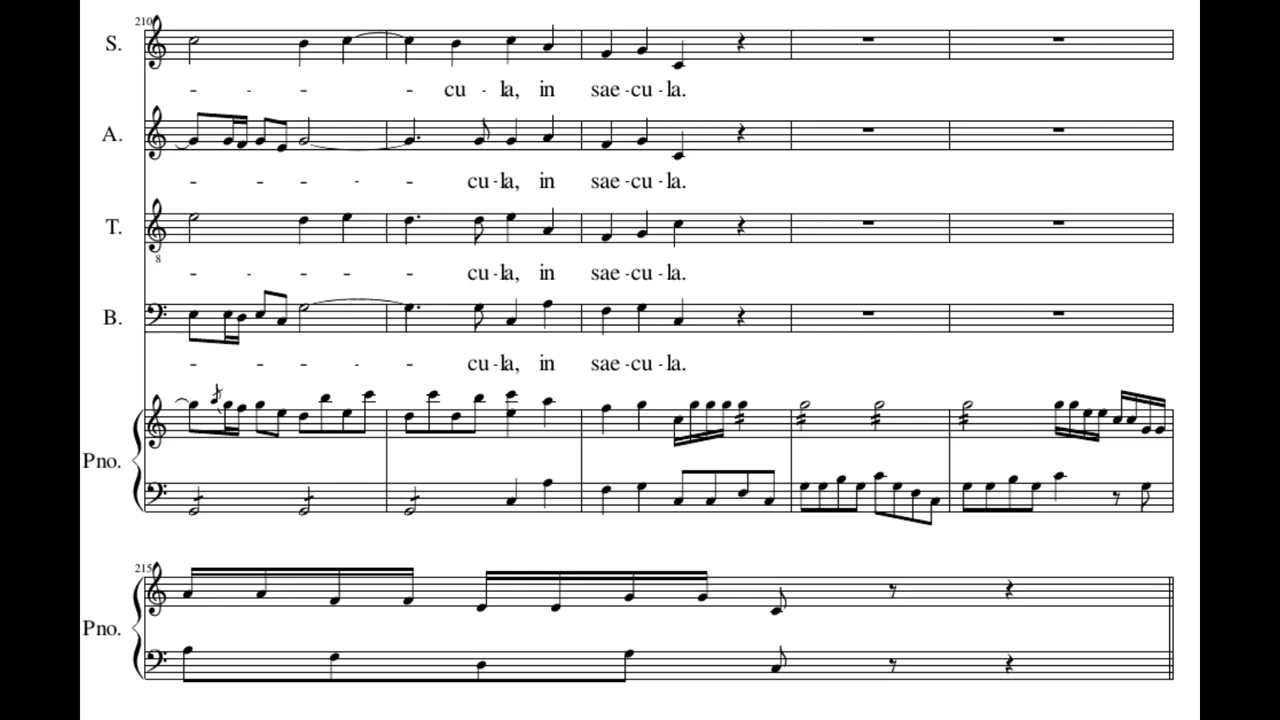 210
S.
- - - - cu - la, in sae - cu - la.
A.
- - - - - cu - la, in sae - cu - la.
T.
8
- - - - - cu - la, in sae - cu - la.
B.
- - - - - cu - la, in sae - cu - la.
Pno.
215
Pno.